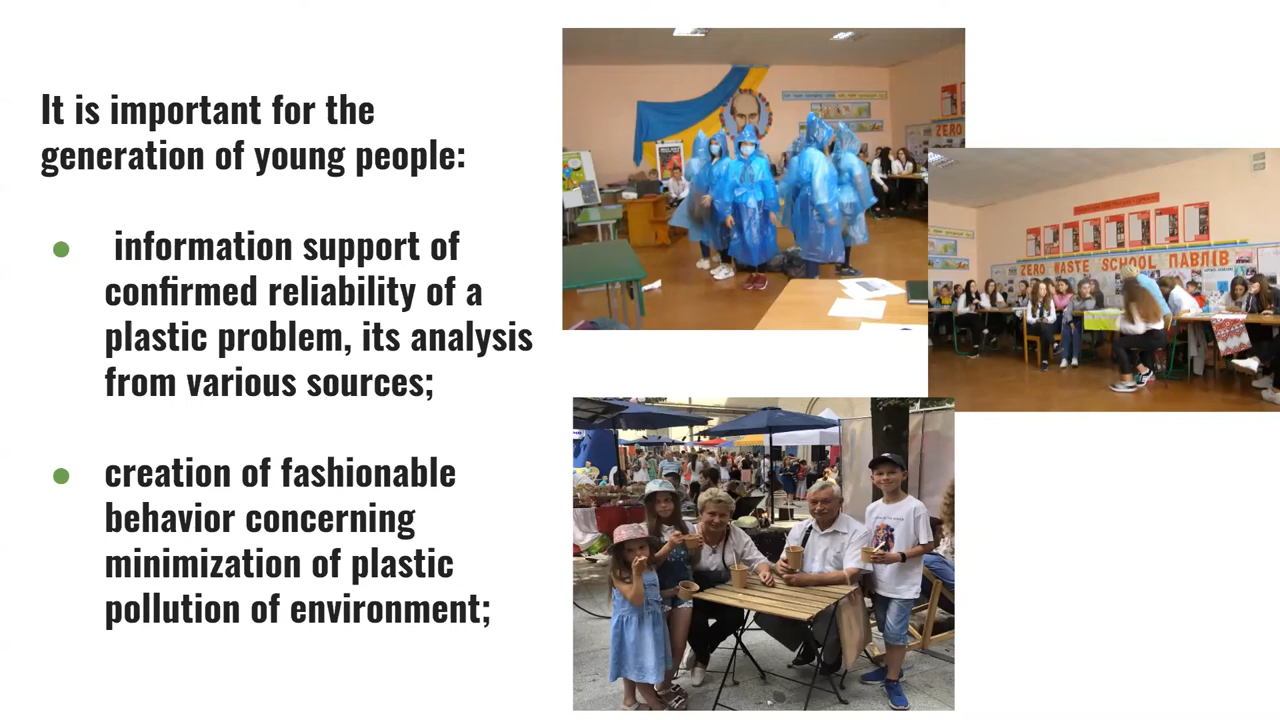 It is important for the
generation of young people:
information support of
confirmed reliability of a
plastic problem, its analysis
from various sources;
creation of fashionable
behavior concerning
minimization of plastic
pollution of environment;
ZERO
ZERO WASTE SCHOOL ПАВЛІВ